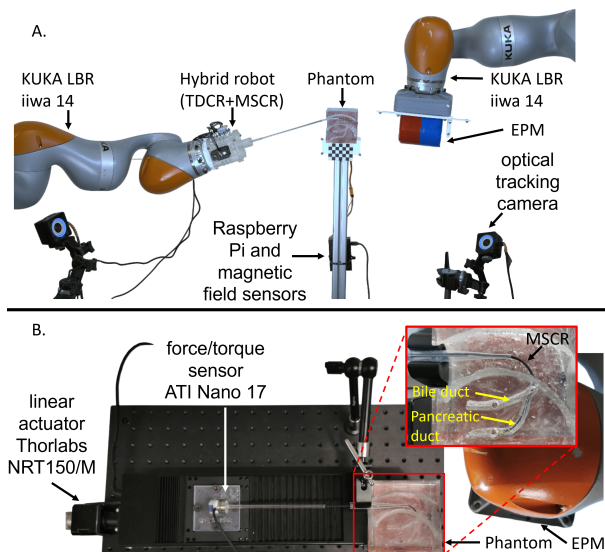 A.
KUKA LBR
iiwa 14
Hybrid robot
(TDCR+MSCR)
Phantom
KUKA
KUKA LBR
iiwa 14
EPM
optical
tracking
camera
Raspberry
Pi and
magnetic
field sensors
B.
force/torque
sensor
ATI Nano 17
linear
actuator
Thorlabs
NRT150/M
MSCR
Bile duct
Pancreatic
duct
Phantom
EPM